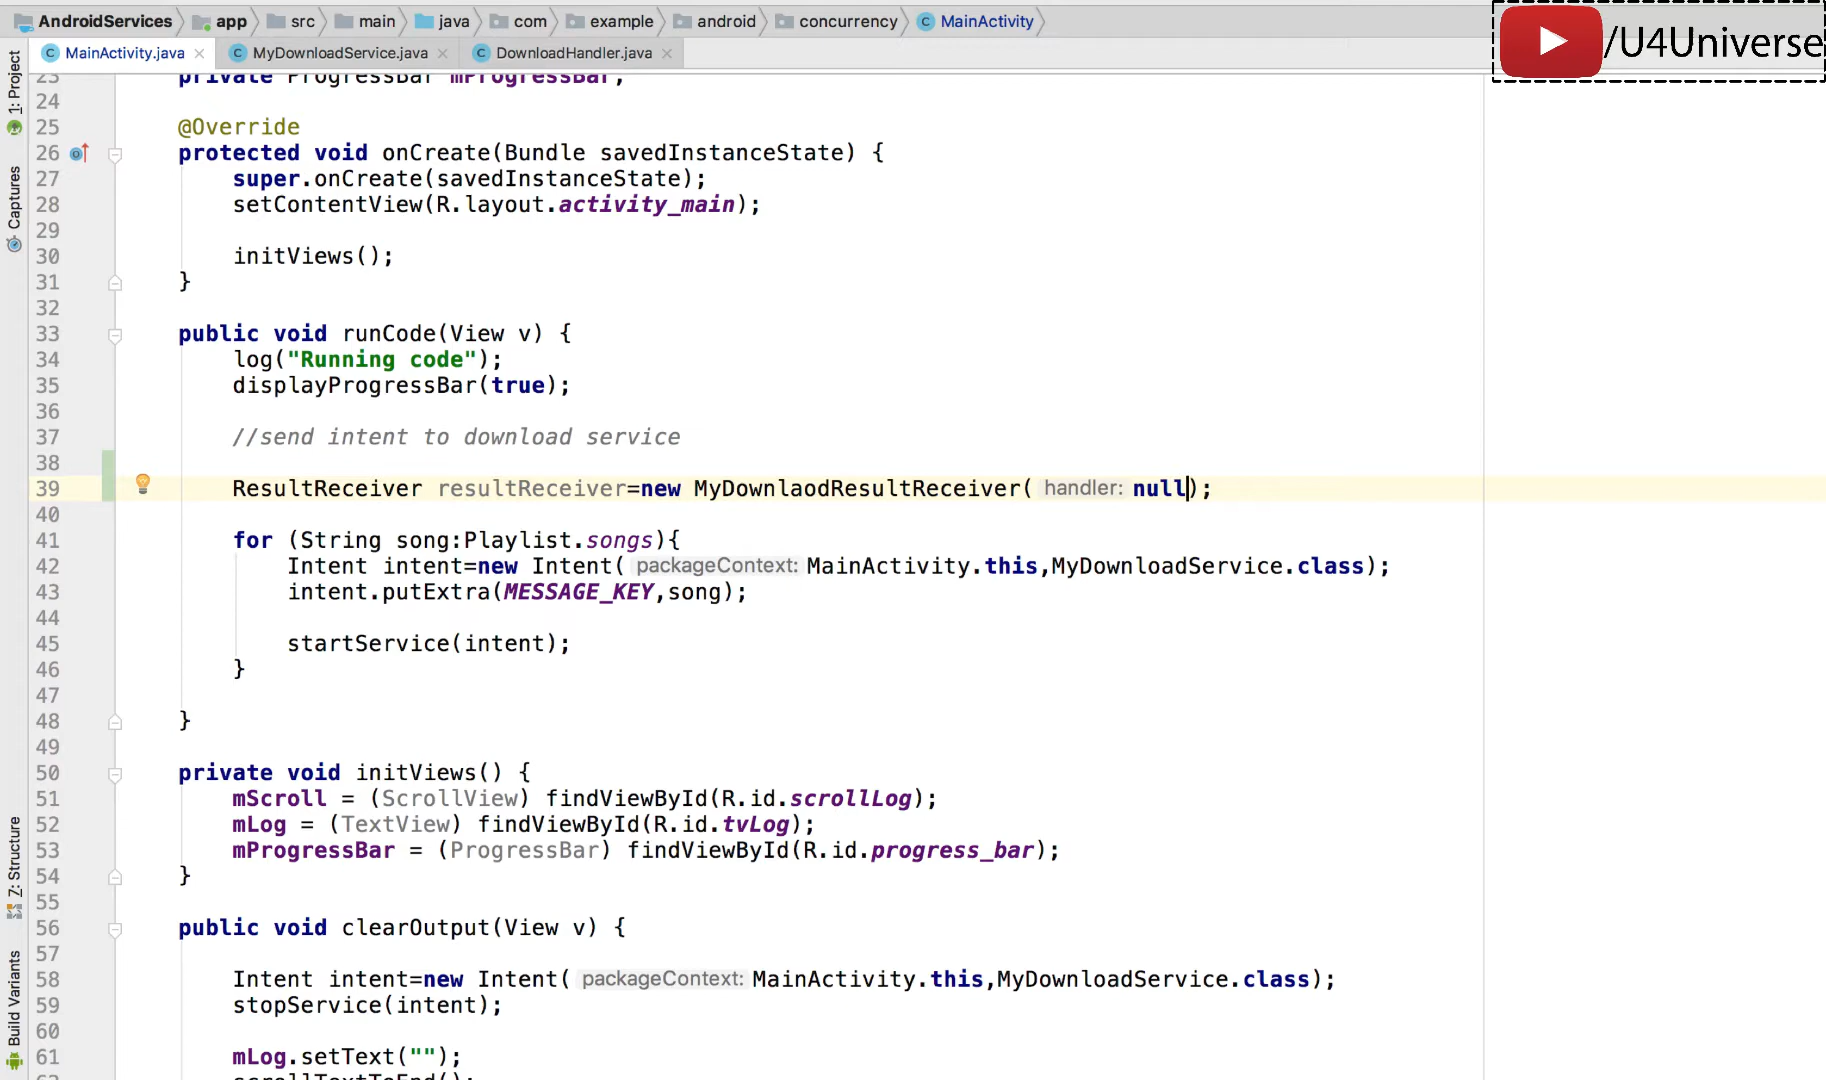 AndroidServices app src main java com example android concurrency MainActivity
/U4Universe
MainActivity.java MyDownloadService.java DownloadHandler.java
1: Project
Captures
7: Structure
Build Variants
23 private ProgressBar mProgressBar;
24
25 @Override
26 protected void onCreate(Bundle savedInstanceState) {
27 super.onCreate(savedInstanceState);
28 setContentView(R.layout.activity_main);
29
30 initViews();
31 }
32
33 public void runCode(View v) {
34 log("Running code");
35 displayProgressBar(true);
36
37 //send intent to download service
38
39 ResultReceiver resultReceiver=new MyDownlaodResultReceiver( handler: null);
40
41 for (String song:Playlist.songs){
42 Intent intent=new Intent( packageContext: MainActivity.this,MyDownloadService.class);
43 intent.putExtra(MESSAGE_KEY,song);
44
45 startService(intent);
46 }
47
48 }
49
50 private void initViews() {
51 mScroll = (ScrollView) findViewById(R.id.scrollLog);
52 mLog = (TextView) findViewById(R.id.tvLog);
53 mProgressBar = (ProgressBar) findViewById(R.id.progress_bar);
54 }
55
56 public void clearOutput(View v) {
57
58 Intent intent=new Intent( packageContext: MainActivity.this,MyDownloadService.class);
59 stopService(intent);
60
61 mLog.setText("");
62 scrollTextToEnd();